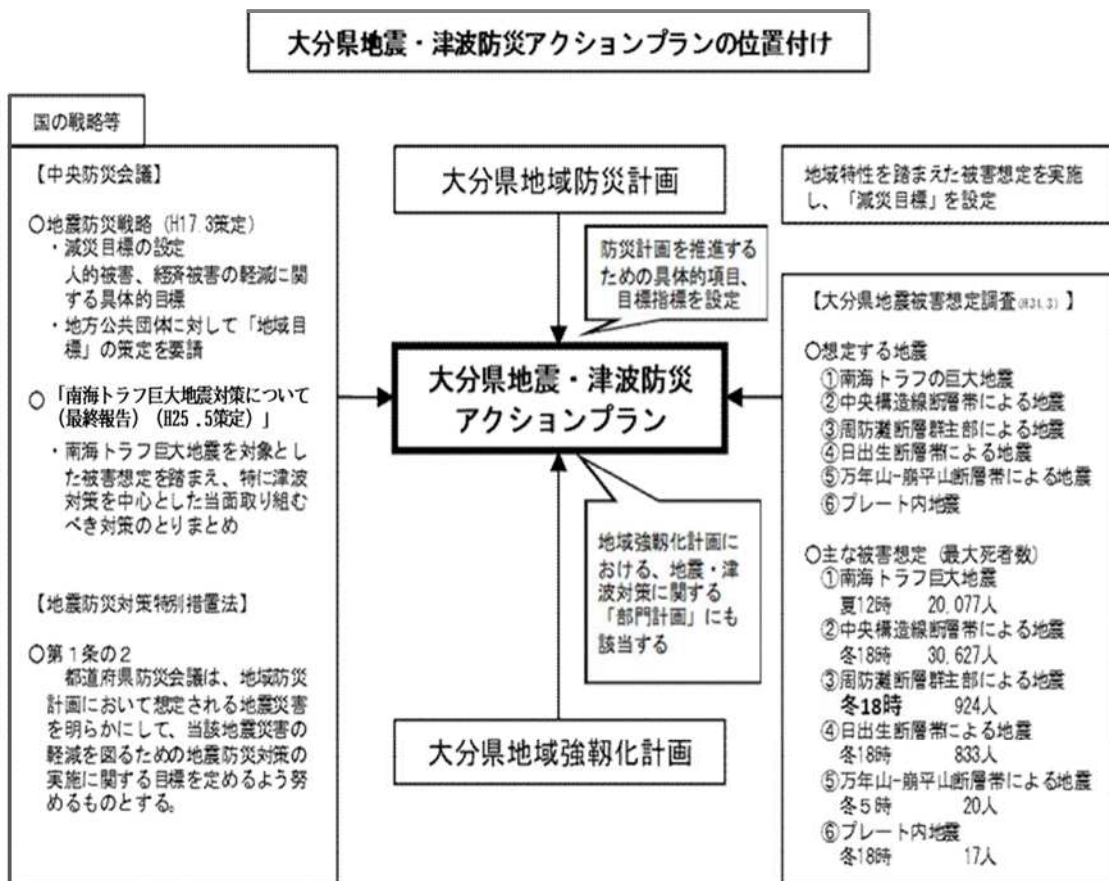 大分県地震・津波防災アクションプランの位置付け
国の戦略等
【中央防災会議】
○地震防災戦略（H17.3策定）
・減災目標の設定
人的被害、経済被害の軽減に関
する具体的目標
・地方公共団体に対して「地域目
標」の策定を要請
○「南海トラフ巨大地震対策について
（最終報告）（H25．5策定）」
・南海トラフ巨大地震を対象とし
た被害想定を踏まえ、特に津波
対策を中心とした当面取り組む
べき対策のとりまとめ
【地震防災対策特別措置法】
○第１条の２
都道府県防災会議は、地域防災
計画において想定される地震災害
を明らかにして、当該地震災害の
軽減を図るための地震防災対策の
実施に関する目標を定めるよう努
めるものとする。
大分県地域防災計画
防災計画を推進する
ための具体的項目、
目標指標を設定
大分県地震・津波防災
アクションプラン
地域強靱化計画に
おける、地震・津
波対策に関する
「部門計画」にも
該当する
大分県地域強靱化計画
地域特性を踏まえた被害想定を実施
し、「減災目標」を設定
【大分県地震被害想定調査(H31.3)】
○想定する地震
①南海トラフの巨大地震
②中央構造線断層帯による地震
③周防灘断層群主部による地震
④日出生断層帯による地震
⑤万年山-崩平山断層帯による地震
⑥プレート内地震
○主な被害想定（最大死者数）
①南海トラフ巨大地震
夏12時　20,077人
②中央構造線断層帯による地震
冬18時　30,627人
③周防灘断層群主部による地震
冬18時　924人
④日出生断層帯による地震
冬18時　833人
⑤万年山-崩平山断層帯による地震
冬５時　20人
⑥プレート内地震
冬18時　17人